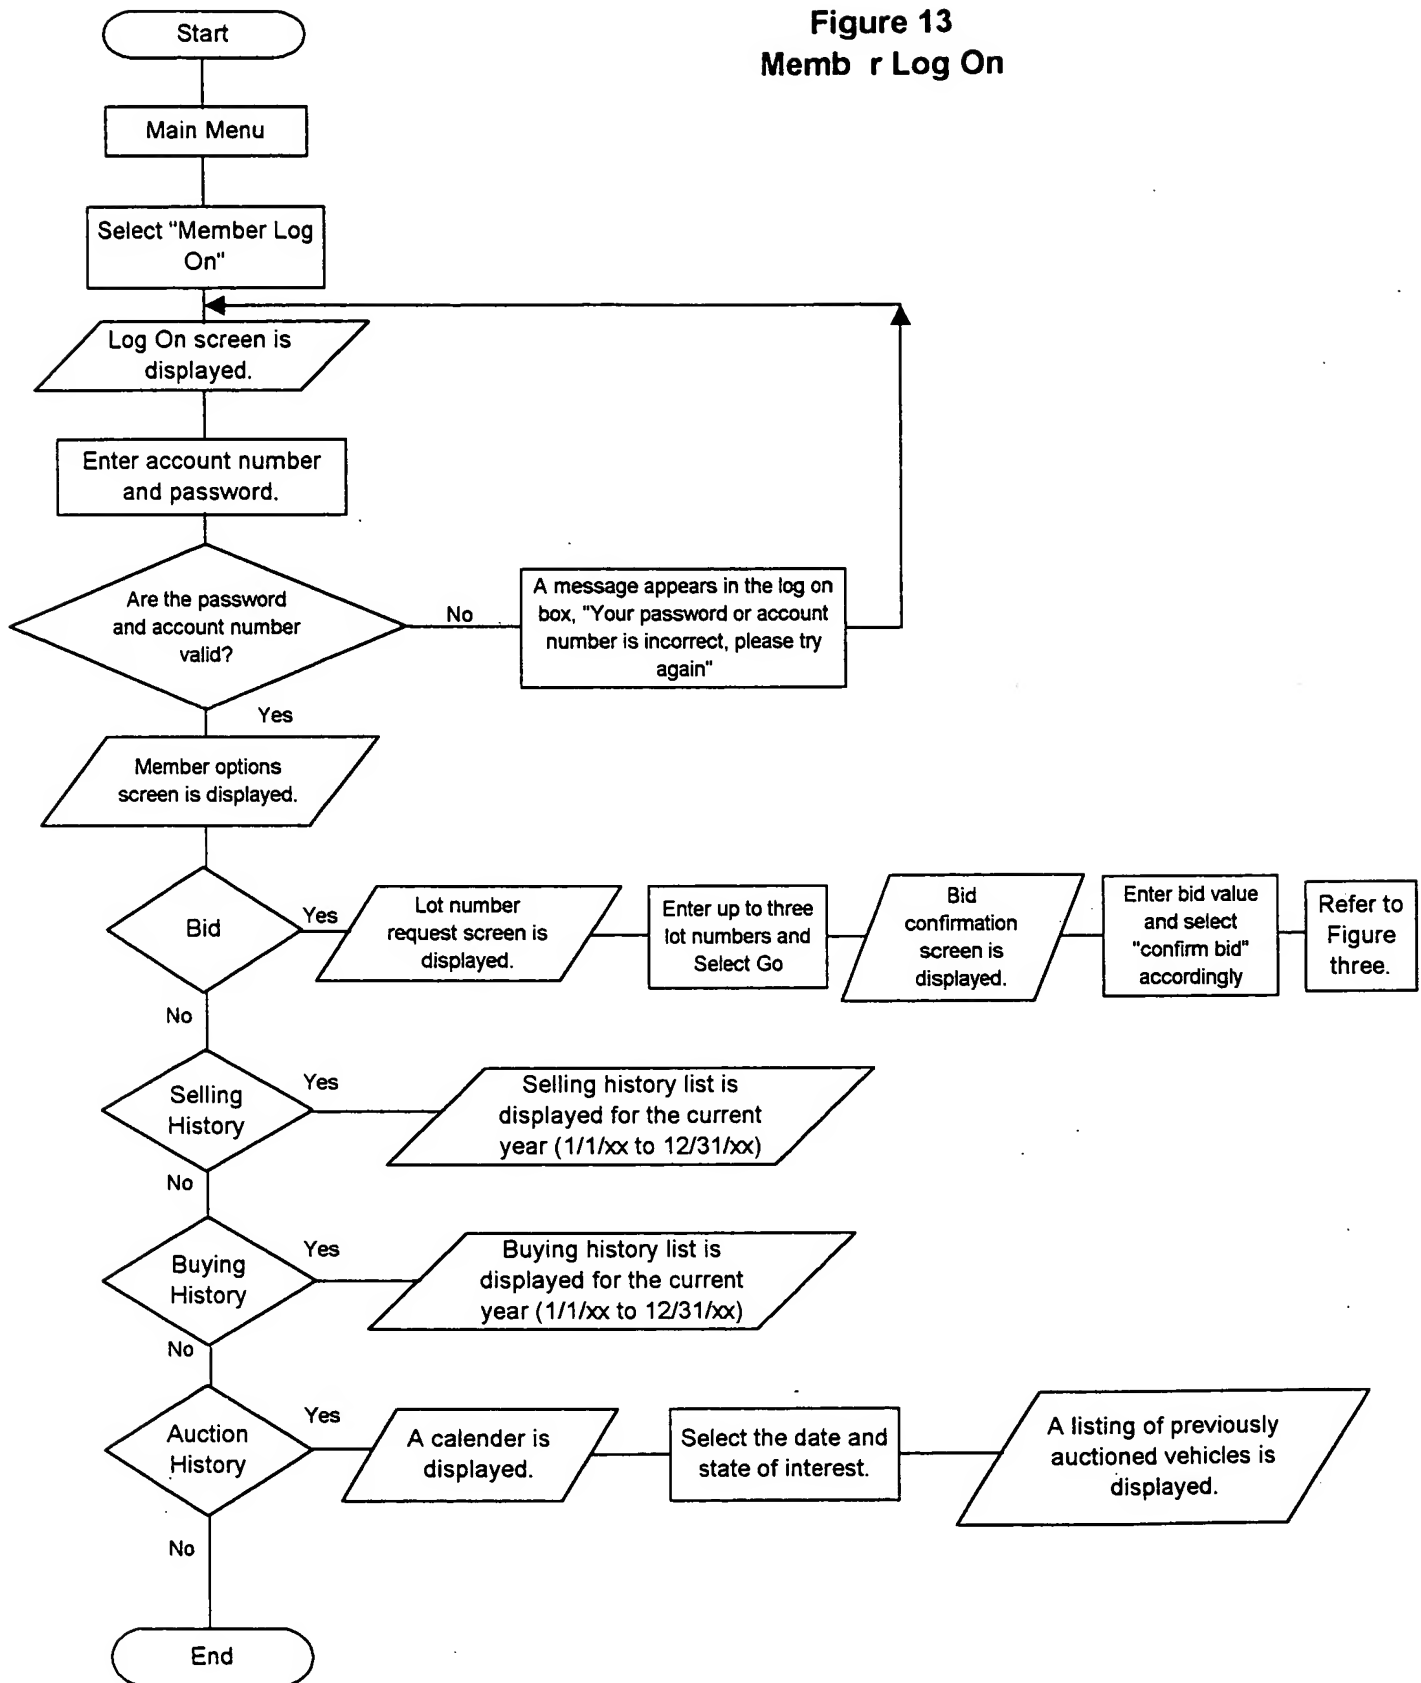 Figure 13
Memb r Log On
Start
Main Menu
Select "Member Log
On"
Log On screen is
displayed.
Enter account number
and password.
Are the password
and account number
valid?
No
A message appears in the log on
box, "Your password or account
number is incorrect, please try
again"
Yes
Member options
screen is displayed.
Bid
Yes
Lot number
request screen is
displayed.
Enter up to three
lot numbers and
Select Go
Bid
confirmation
screen is
displayed.
Enter bid value
and select
"confirm bid"
accordingly
Refer to
Figure
three.
No
Selling
History
Yes
Selling history list is
displayed for the current
year (1/1/xx to 12/31/xx)
No
Buying
History
Yes
Buying history list is
displayed for the current
year (1/1/xx to 12/31/xx)
No
Auction
History
Yes
A calender is
displayed.
Select the date and
state of interest.
A listing of previously
auctioned vehicles is
displayed.
No
End